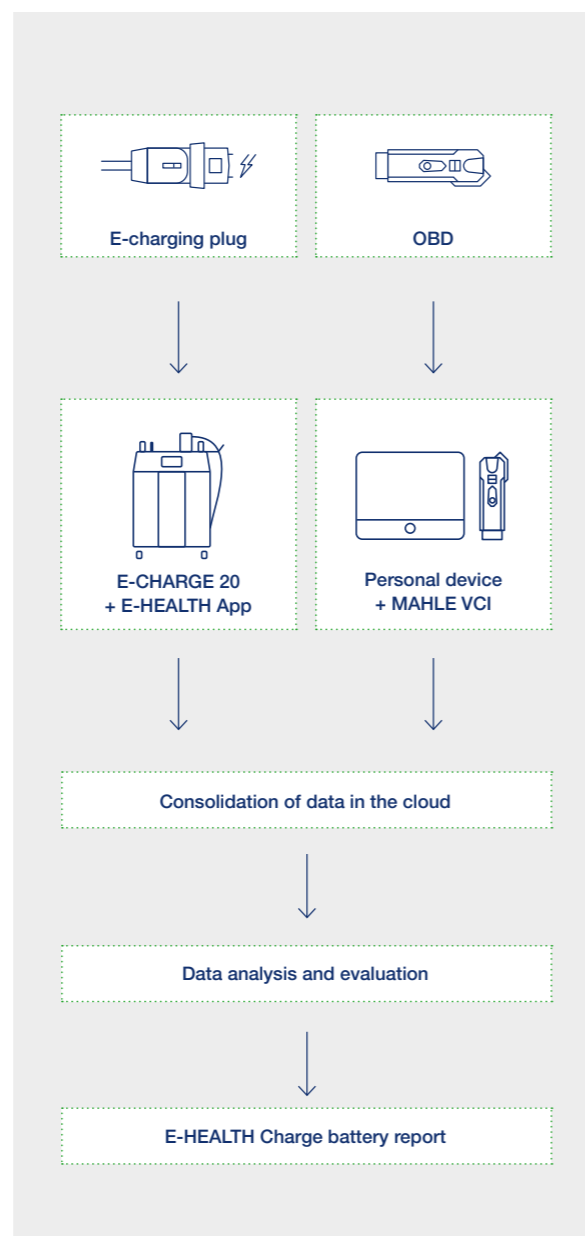 E-charging plug
OBD
E-CHARGE 20
+ E-HEALTH App
Personal device
+ MAHLE VCI
Consolidation of data in the cloud
Data analysis and evaluation
E-HEALTH Charge battery report